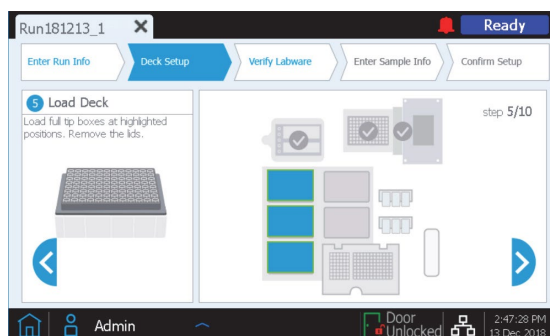 Run181213_1
Ready
Enter Run Info
Deck Setup
Verify Labware
Enter Sample Info
Confirm Setup
5 Load Deck
Load full tip boxes at highlighted
positions. Remove the lids.
step 5/10
Admin
Door
Unlocked
2:47:28 PM
13 Dec 2018